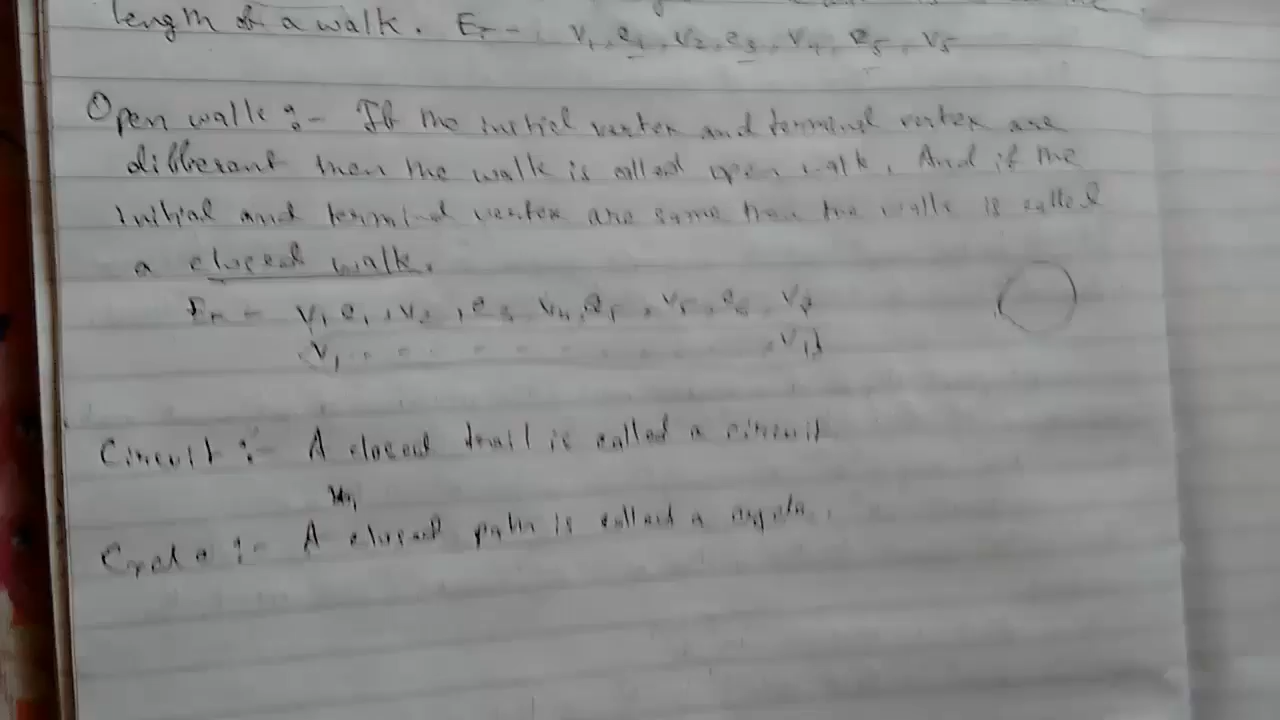 length of a walk. Ex - v1, e1, v2, e3, v4, e5, v5
Open walk :- If the initial vertex and terminal vertex are
different then the walk is called open walk. And if the
initial and terminal vertex are same then the walk is called
a closed walk.
Ex - v1 e1, v2, e3, v4, e5, v5, e6, v7
v1 - - - - - - - v1
Circuit :- A closed trail is called a circuit
Cycle :- A closed path is called a